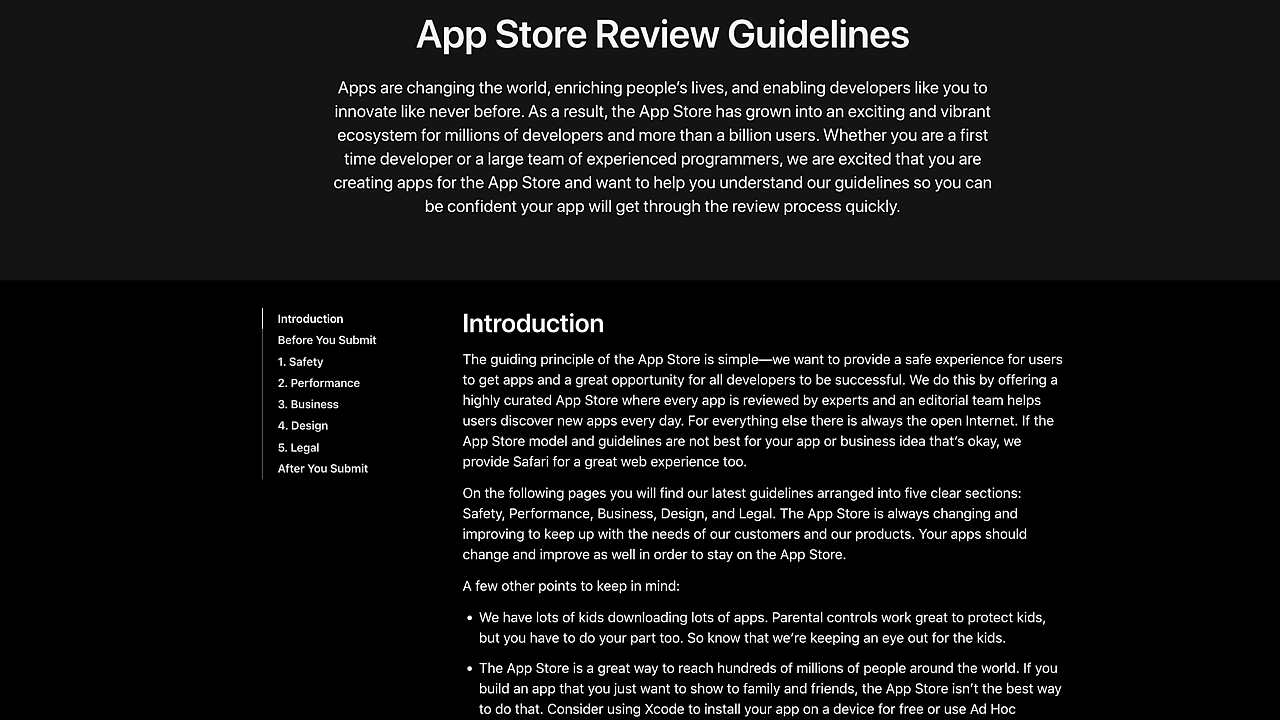 App Store Review Guidelines
Apps are changing the world, enriching people’s lives, and enabling developers like you to
innovate like never before. As a result, the App Store has grown into an exciting and vibrant
ecosystem for millions of developers and more than a billion users. Whether you are a first
time developer or a large team of experienced programmers, we are excited that you are
creating apps for the App Store and want to help you understand our guidelines so you can
be confident your app will get through the review process quickly.
Introduction
Before You Submit
1. Safety
2. Performance
3. Business
4. Design
5. Legal
After You Submit
Introduction
The guiding principle of the App Store is simple—we want to provide a safe experience for users
to get apps and a great opportunity for all developers to be successful. We do this by offering a
highly curated App Store where every app is reviewed by experts and an editorial team helps
users discover new apps every day. For everything else there is always the open Internet. If the
App Store model and guidelines are not best for your app or business idea that’s okay, we
provide Safari for a great web experience too.
On the following pages you will find our latest guidelines arranged into five clear sections:
Safety, Performance, Business, Design, and Legal. The App Store is always changing and
improving to keep up with the needs of our customers and our products. Your apps should
change and improve as well in order to stay on the App Store.
A few other points to keep in mind:
• We have lots of kids downloading lots of apps. Parental controls work great to protect kids,
but you have to do your part too. So know that we’re keeping an eye out for the kids.
• The App Store is a great way to reach hundreds of millions of people around the world. If you
build an app that you just want to show to family and friends, the App Store isn’t the best way
to do that. Consider using Xcode to install your app on a device for free or use Ad Hoc